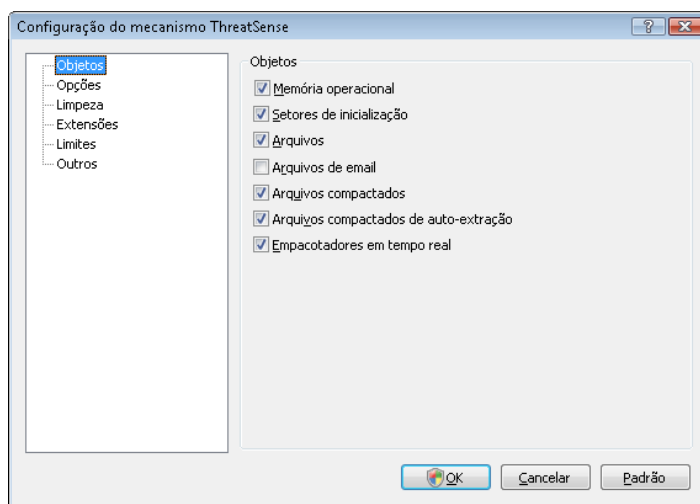 Configuração do mecanismo ThreatSense
Objetos
Opções
Limpeza
Extensões
Limites
Outros
Objetos
Memória operacional
Setores de inicialização
Arquivos
Arquivos de email
Arquivos compactados
Arquivos compactados de auto-extração
Empacotadores em tempo real
OK
Cancelar
Padrão